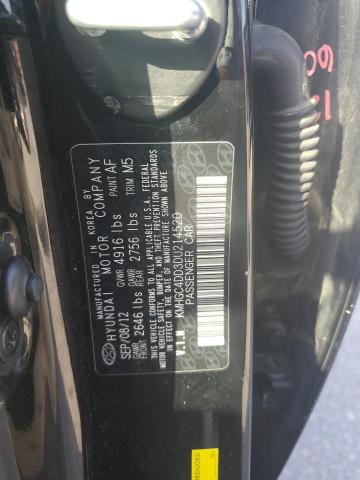 MANUFACTURED IN KOREA BY
HYUNDAI MOTOR COMPANY
SEP/08/12 GVWR 4916 lbs PAINT AF
GAWR FRONT 2646 lbs GAWR REAR 2756 lbs TRIM M5
THIS VEHICLE CONFORMS TO ALL APPLICABLE U.S.A. FEDERAL
MOTOR VEHICLE SAFETY, BUMPER AND THEFT PREVENTION STANDARDS
IN EFFECT ON THE DATE OF MANUFACTURE SHOWN ABOVE
V.I.N KMHGC4DD3DU214520
PASSENGER CAR
REDUCED